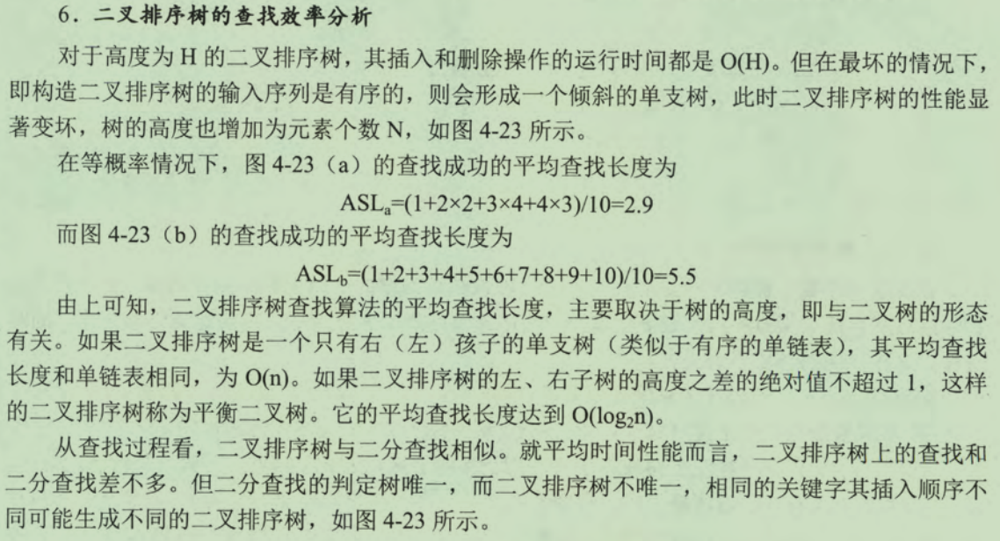 6．二叉排序树的查找效率分析
对于高度为 H 的二叉排序树，其插入和删除操作的运行时间都是 O(H)。但在最坏的情况下，
即构造二叉排序树的输入序列是有序的，则会形成一个倾斜的单支树，此时二叉排序树的性能显
著变坏，树的高度也增加为元素个数 N，如图 4-23 所示。
在等概率情况下，图 4-23（a）的查找成功的平均查找长度为
ASLₐ=(1+2×2+3×4+4×3)/10=2.9
而图 4-23（b）的查找成功的平均查找长度为
ASL_b=(1+2+3+4+5+6+7+8+9+10)/10=5.5
由上可知，二叉排序树查找算法的平均查找长度，主要取决于树的高度，即与二叉树的形态
有关。如果二叉排序树是一个只有右（左）孩子的单支树（类似于有序的单链表），其平均查找
长度和单链表相同，为 O(n)。如果二叉排序树的左、右子树的高度之差的绝对值不超过 1，这样
的二叉排序树称为平衡二叉树。它的平均查找长度达到 O(log₂n)。
从查找过程看，二叉排序树与二分查找相似。就平均时间性能而言，二叉排序树上的查找和
二分查找差不多。但二分查找的判定树唯一，而二叉排序树不唯一，相同的关键字其插入顺序不
同可能生成不同的二叉排序树，如图 4-23 所示。